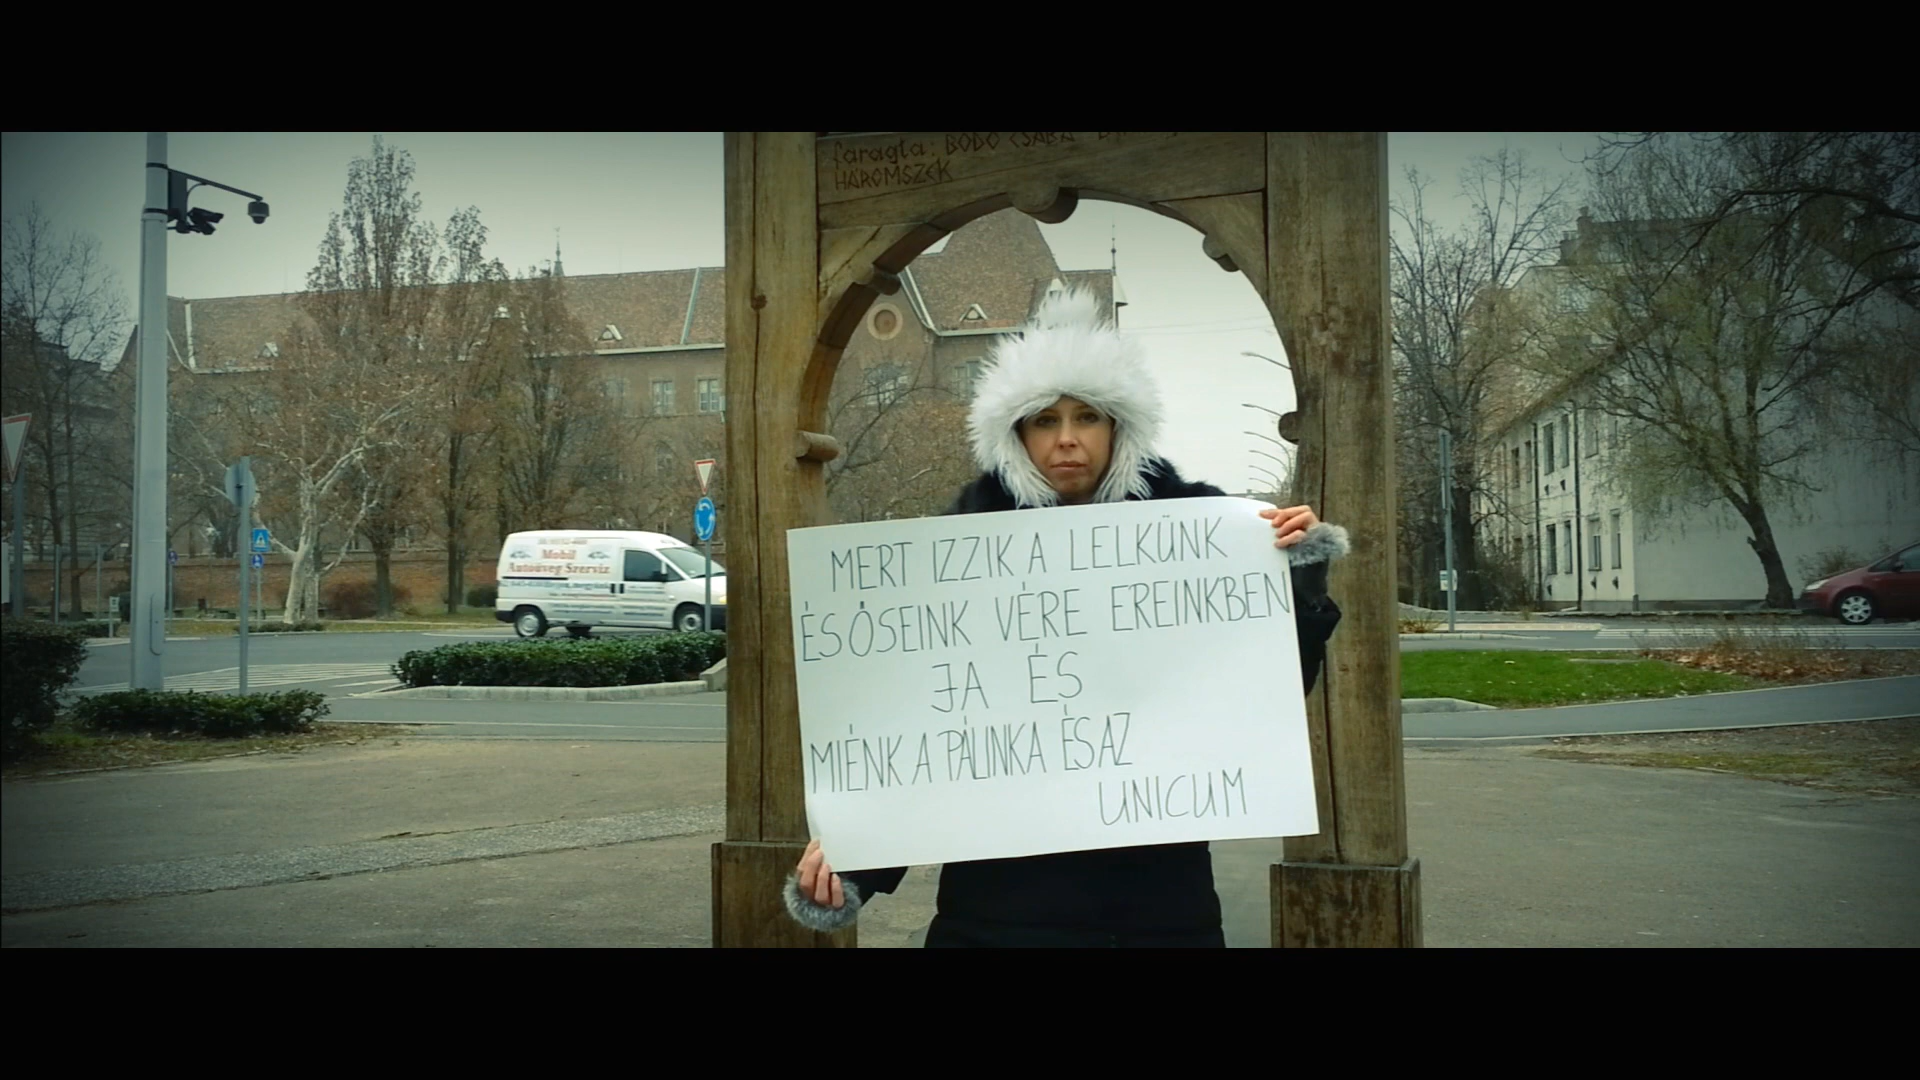 faragta: BODÓ CSABA
HÁROMSZÉK
Mobil
Autóüveg Szerviz
MERT IZZIK A LELKÜNK
ÉS ŐSEINK VÉRE EREINKBEN
JA ÉS
MIÉNK A PÁLINKA ÉS AZ
UNICUM